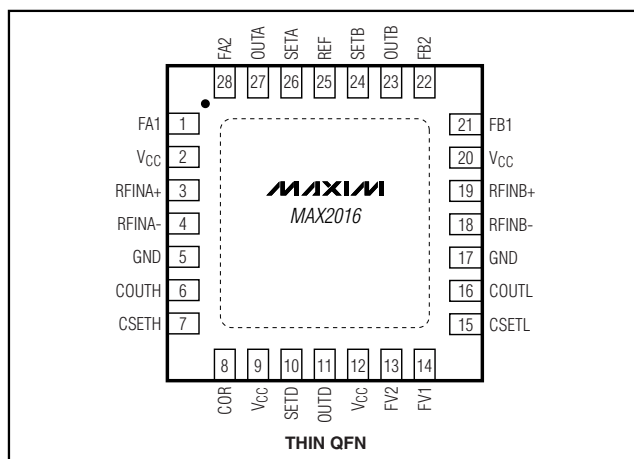 FA2 OUTA SETA REF SETB OUTB FB2
28 27 26 25 24 23 22
FA1 1 21 FB1
VCC 2 20 VCC
RFINA+ 3 19 RFINB+
MAXIM
RFINA- 4 18 RFINB-
MAX2016
GND 5 17 GND
COUTH 6 16 COUTL
CSETH 7 15 CSETL
8 9 10 11 12 13 14
COR VCC SETD OUTD VCC FV2 FV1
THIN QFN